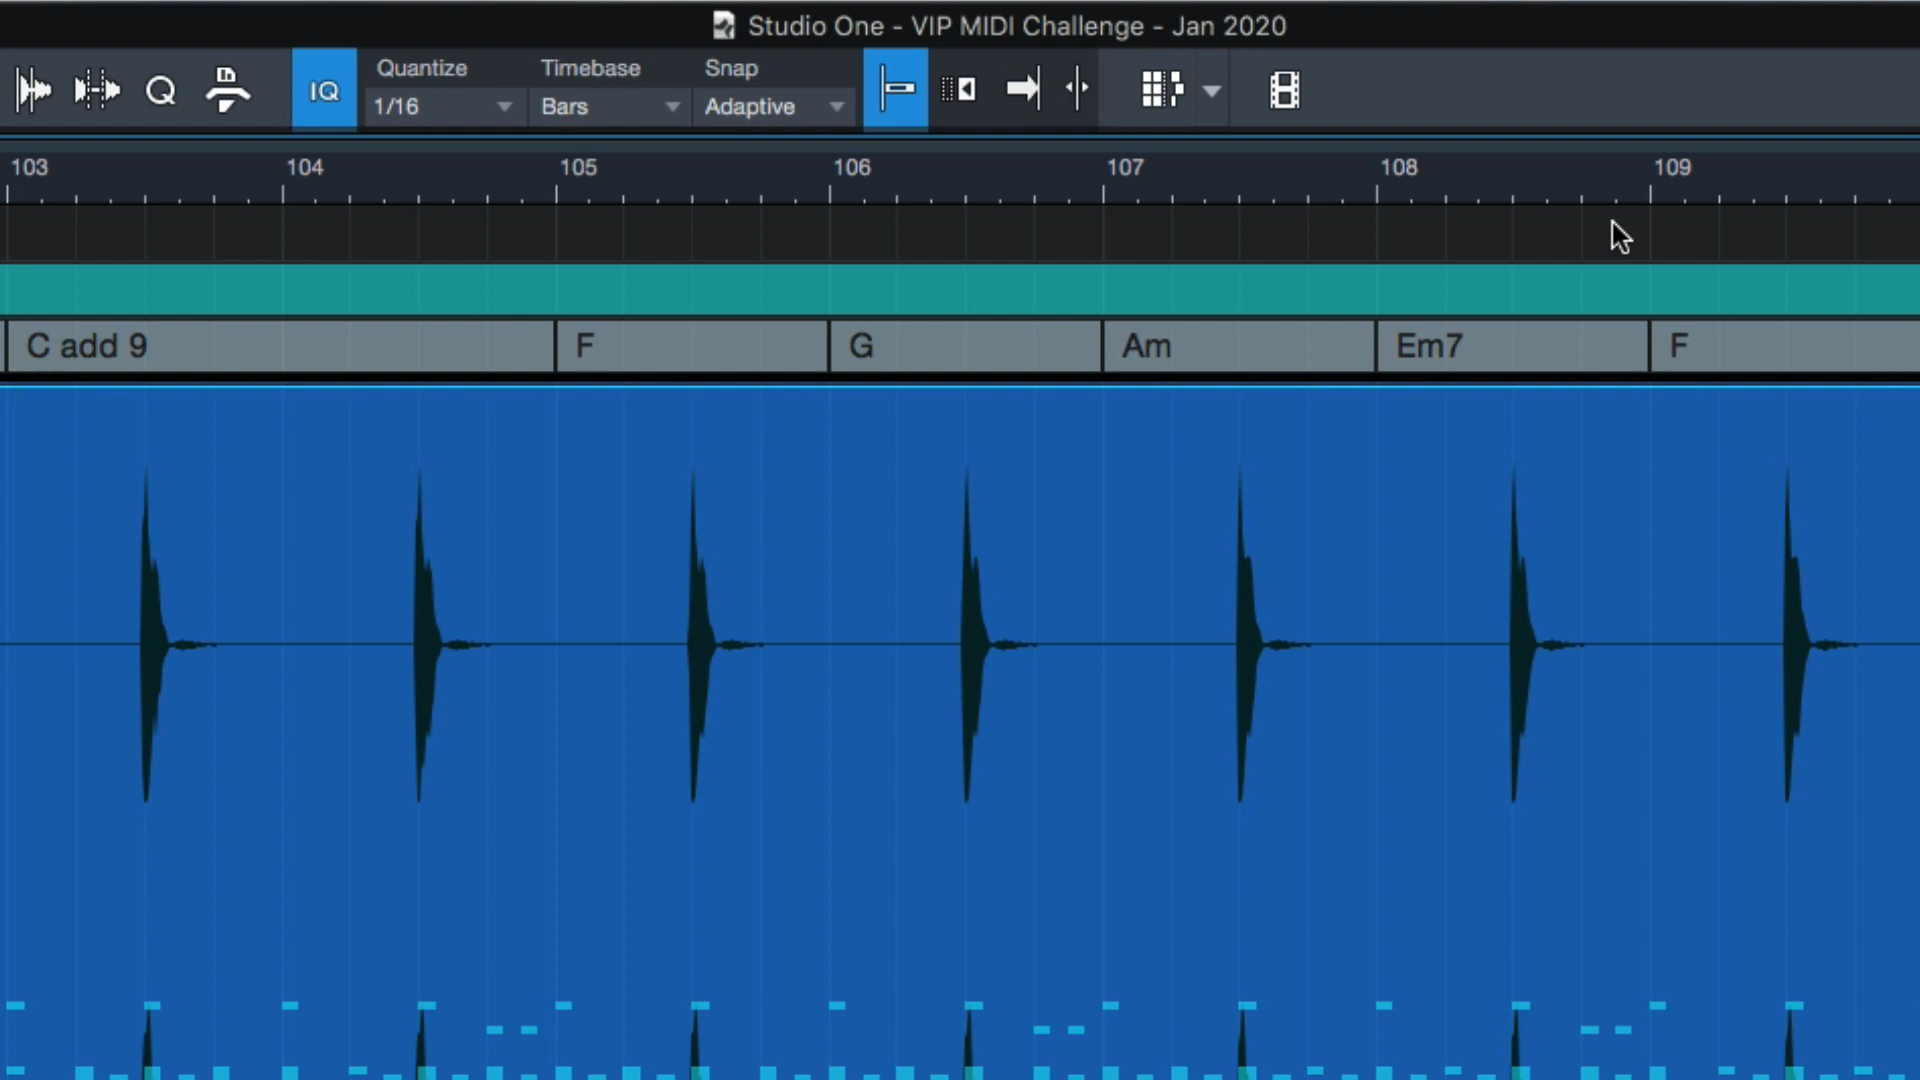 Studio One - VIP MIDI Challenge - Jan 2020
Q IQ
Quantize Timebase Snap
1/16 Bars Adaptive
103 104 105 106 107 108 109
C add 9 F G Am Em7 F